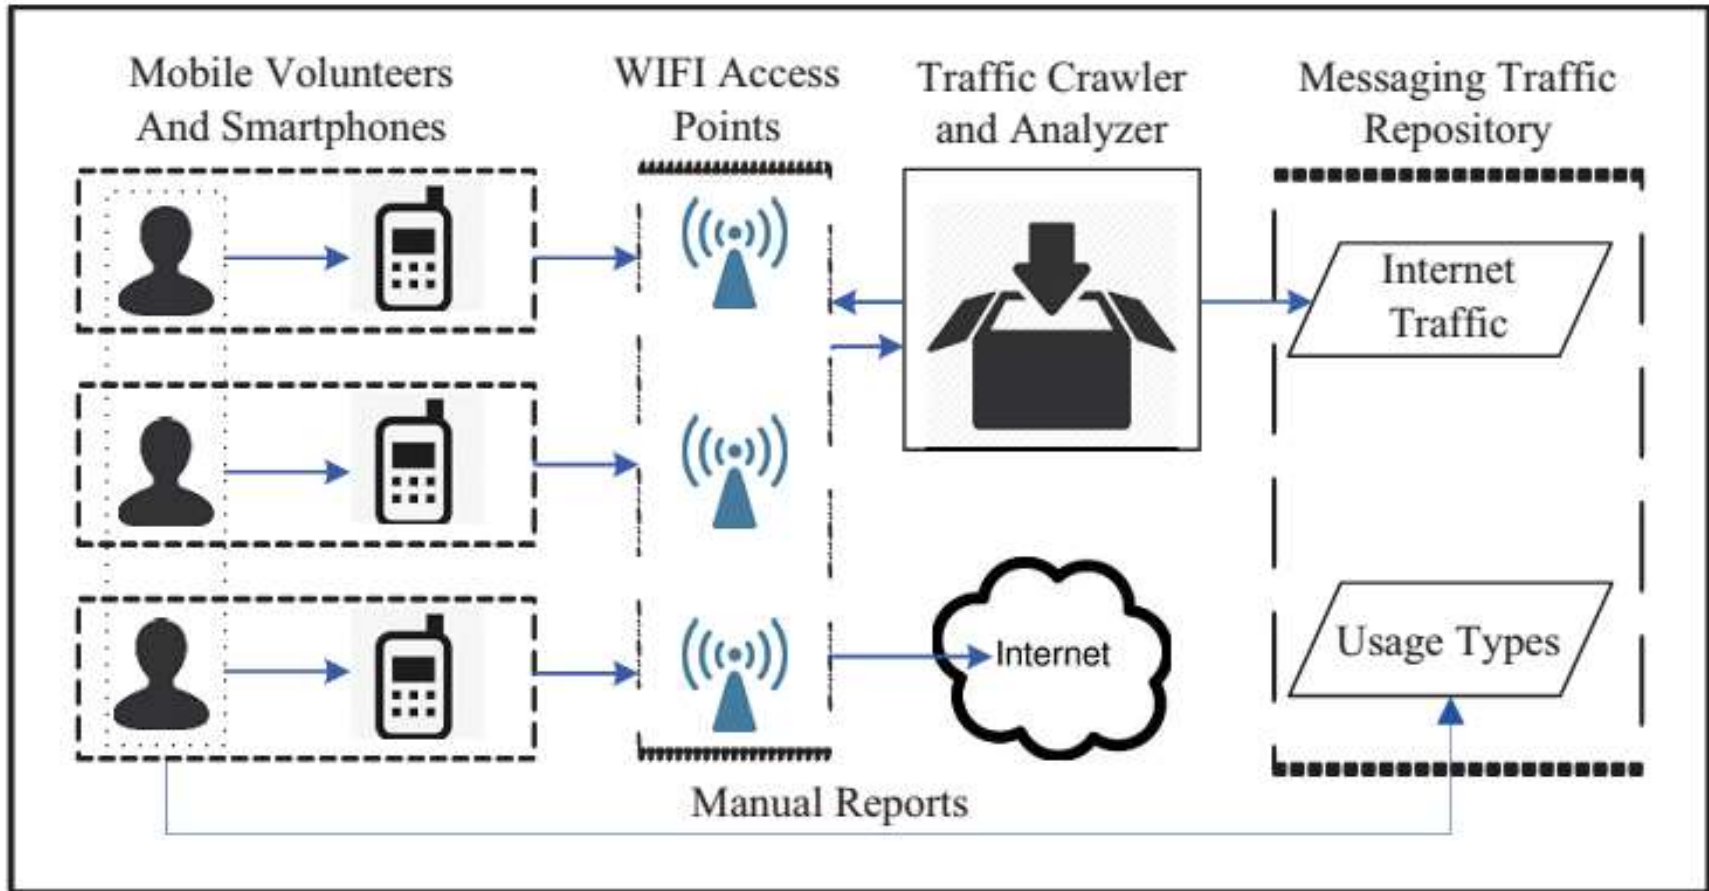 Mobile Volunteers
And Smartphones
WIFI Access
Points
Traffic Crawler
and Analyzer
Messaging Traffic
Repository
Internet
Traffic
Internet
Usage Types
Manual Reports